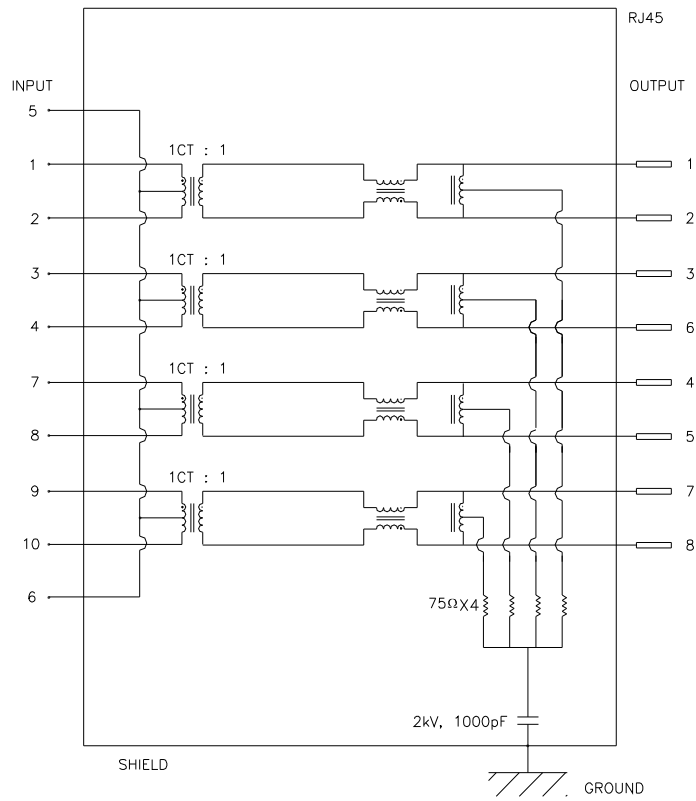 RJ45
INPUT
OUTPUT
5
1CT : 1
1
1
2
2
1CT : 1
3
3
4
6
1CT : 1
7
4
8
5
1CT : 1
9
7
10
8
6
75ΩX4
2kV, 1000pF
SHIELD
GROUND